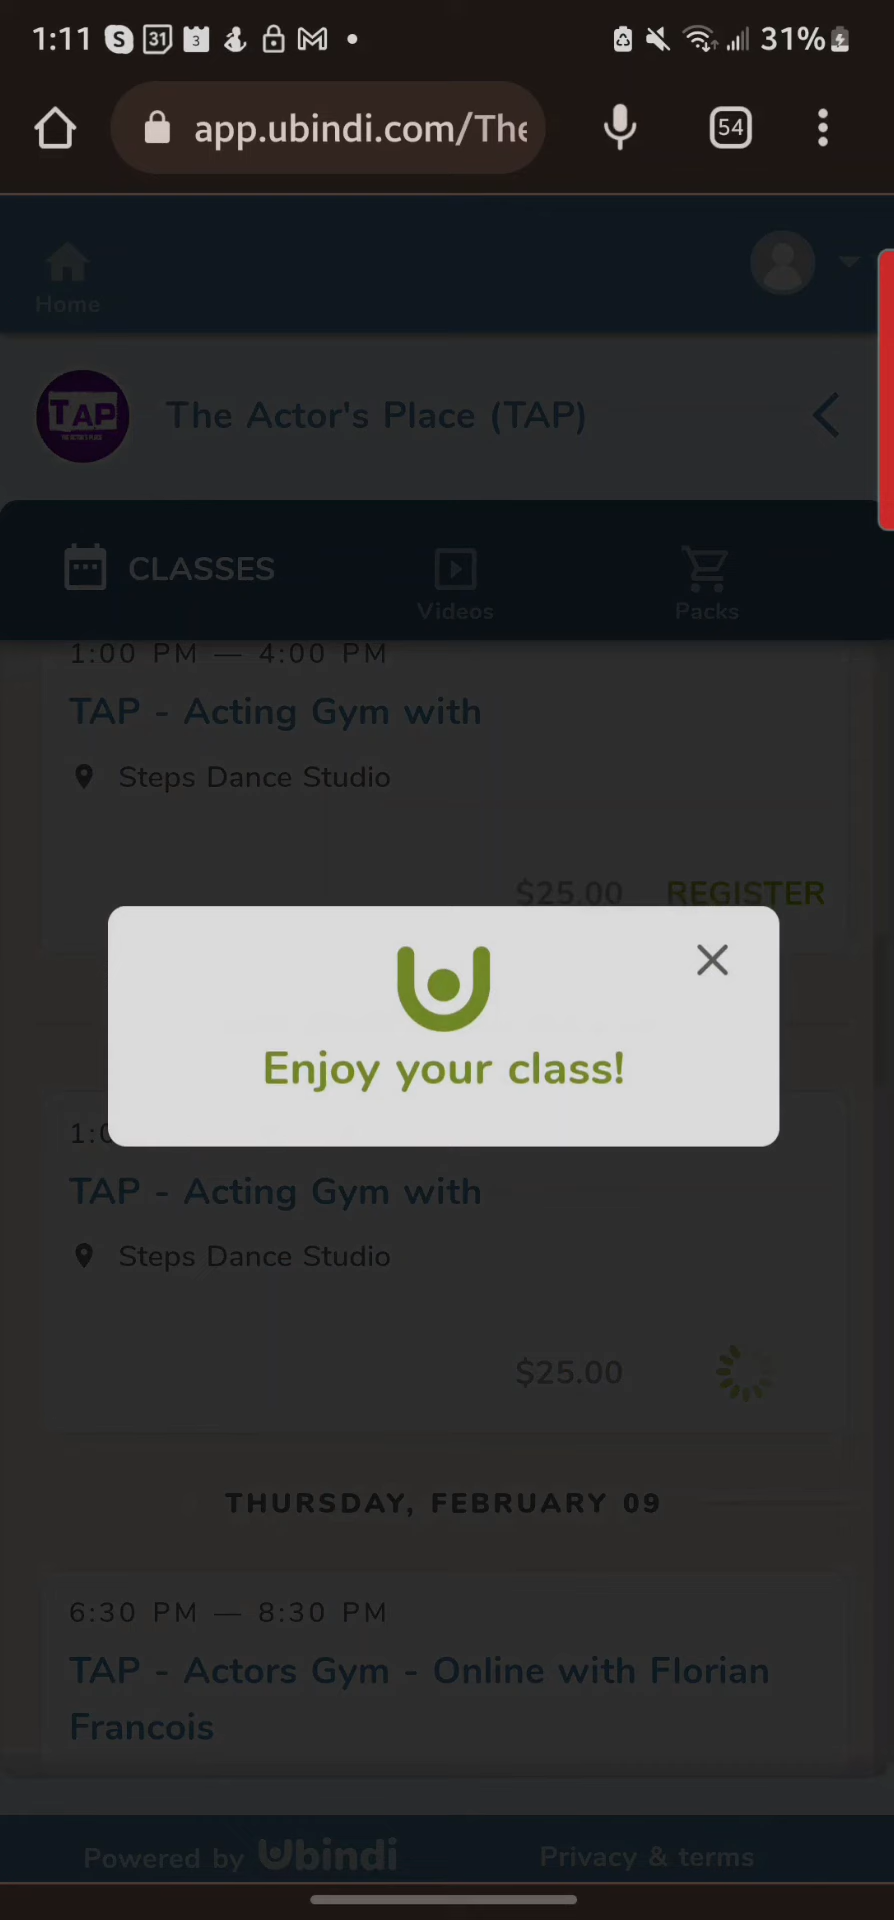 1:11 S 31 3 31%
app.ubindi.com/The
54
Home
TAP
The Actor's Place (TAP)
CLASSES
Videos
Packs
1:00 PM — 4:00 PM
TAP - Acting Gym with
Steps Dance Studio
$25.00 REGISTER
Enjoy your class!
TAP - Acting Gym with
Steps Dance Studio
$25.00
THURSDAY, FEBRUARY 09
6:30 PM — 8:30 PM
TAP - Actors Gym - Online with Florian
Francois
Powered by Ubindi
Privacy & terms